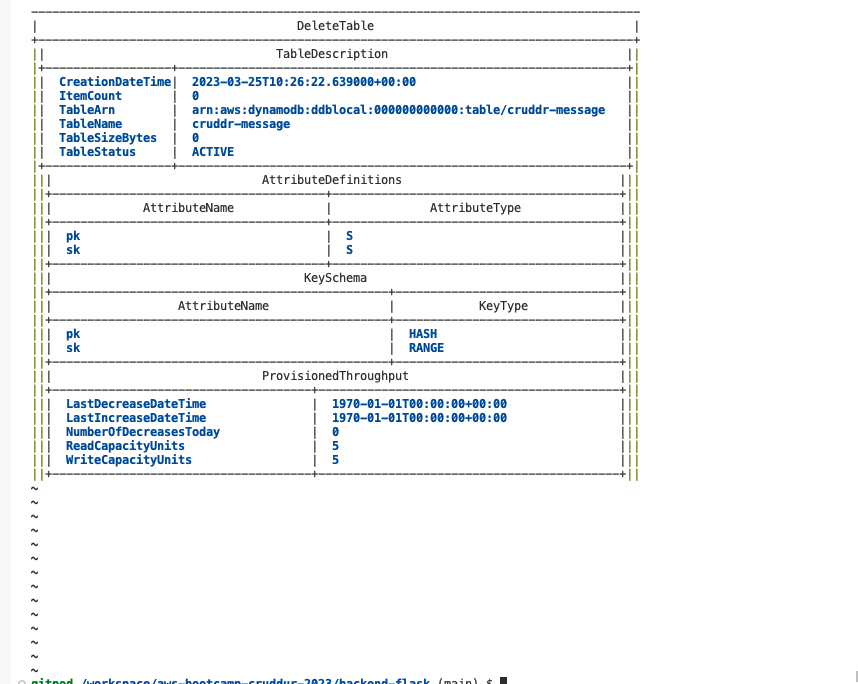 DeleteTable
TableDescription
CreationDateTime 2023-03-25T10:26:22.639000+00:00
ItemCount 0
TableArn arn:aws:dynamodb:ddblocal:000000000000:table/cruddr-message
TableName cruddr-message
TableSizeBytes 0
TableStatus ACTIVE
AttributeDefinitions
AttributeName AttributeType
pk S
sk S
KeySchema
AttributeName KeyType
pk HASH
sk RANGE
ProvisionedThroughput
LastDecreaseDateTime 1970-01-01T00:00:00+00:00
LastIncreaseDateTime 1970-01-01T00:00:00+00:00
NumberOfDecreasesToday 0
ReadCapacityUnits 5
WriteCapacityUnits 5
~
~
~
~
~
~
~
~
~
~
~
~
~
~
gitpod /workspace/aws-bootcamp-cruddur-2023/backend-flask (main) $